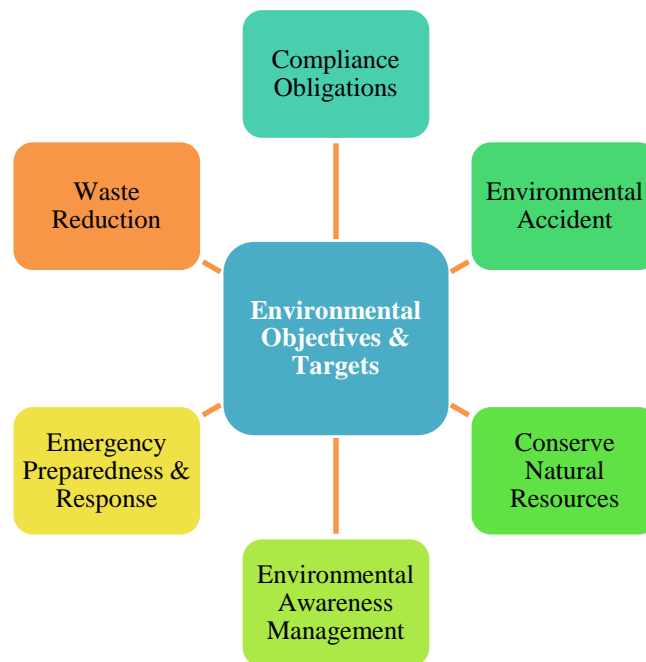 Compliance
Obligations
Waste
Reduction
Environmental
Accident
Environmental
Objectives &
Targets
Emergency
Preparedness &
Response
Conserve
Natural
Resources
Environmental
Awareness
Management